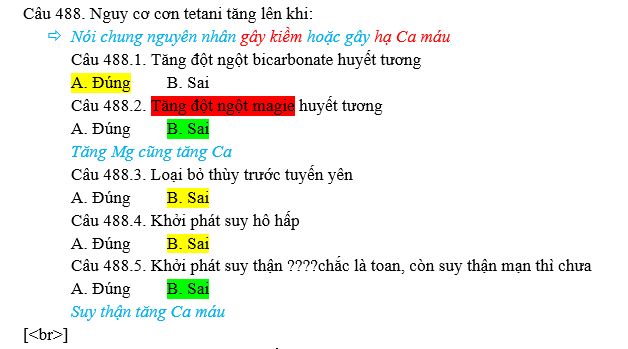 Câu 488. Nguy cơ cơn tetani tăng lên khi:
⇨ Nói chung nguyên nhân gây kiềm hoặc gây hạ Ca máu
Câu 488.1. Tăng đột ngột bicarbonate huyết tương
A. Đúng B. Sai
Câu 488.2. Tăng đột ngột magie huyết tương
A. Đúng B. Sai
Tăng Mg cũng tăng Ca
Câu 488.3. Loại bỏ thùy trước tuyến yên
A. Đúng B. Sai
Câu 488.4. Khởi phát suy hô hấp
A. Đúng B. Sai
Câu 488.5. Khởi phát suy thận ????chắc là toan, còn suy thận mạn thì chưa
A. Đúng B. Sai
Suy thận tăng Ca máu
[<br>]